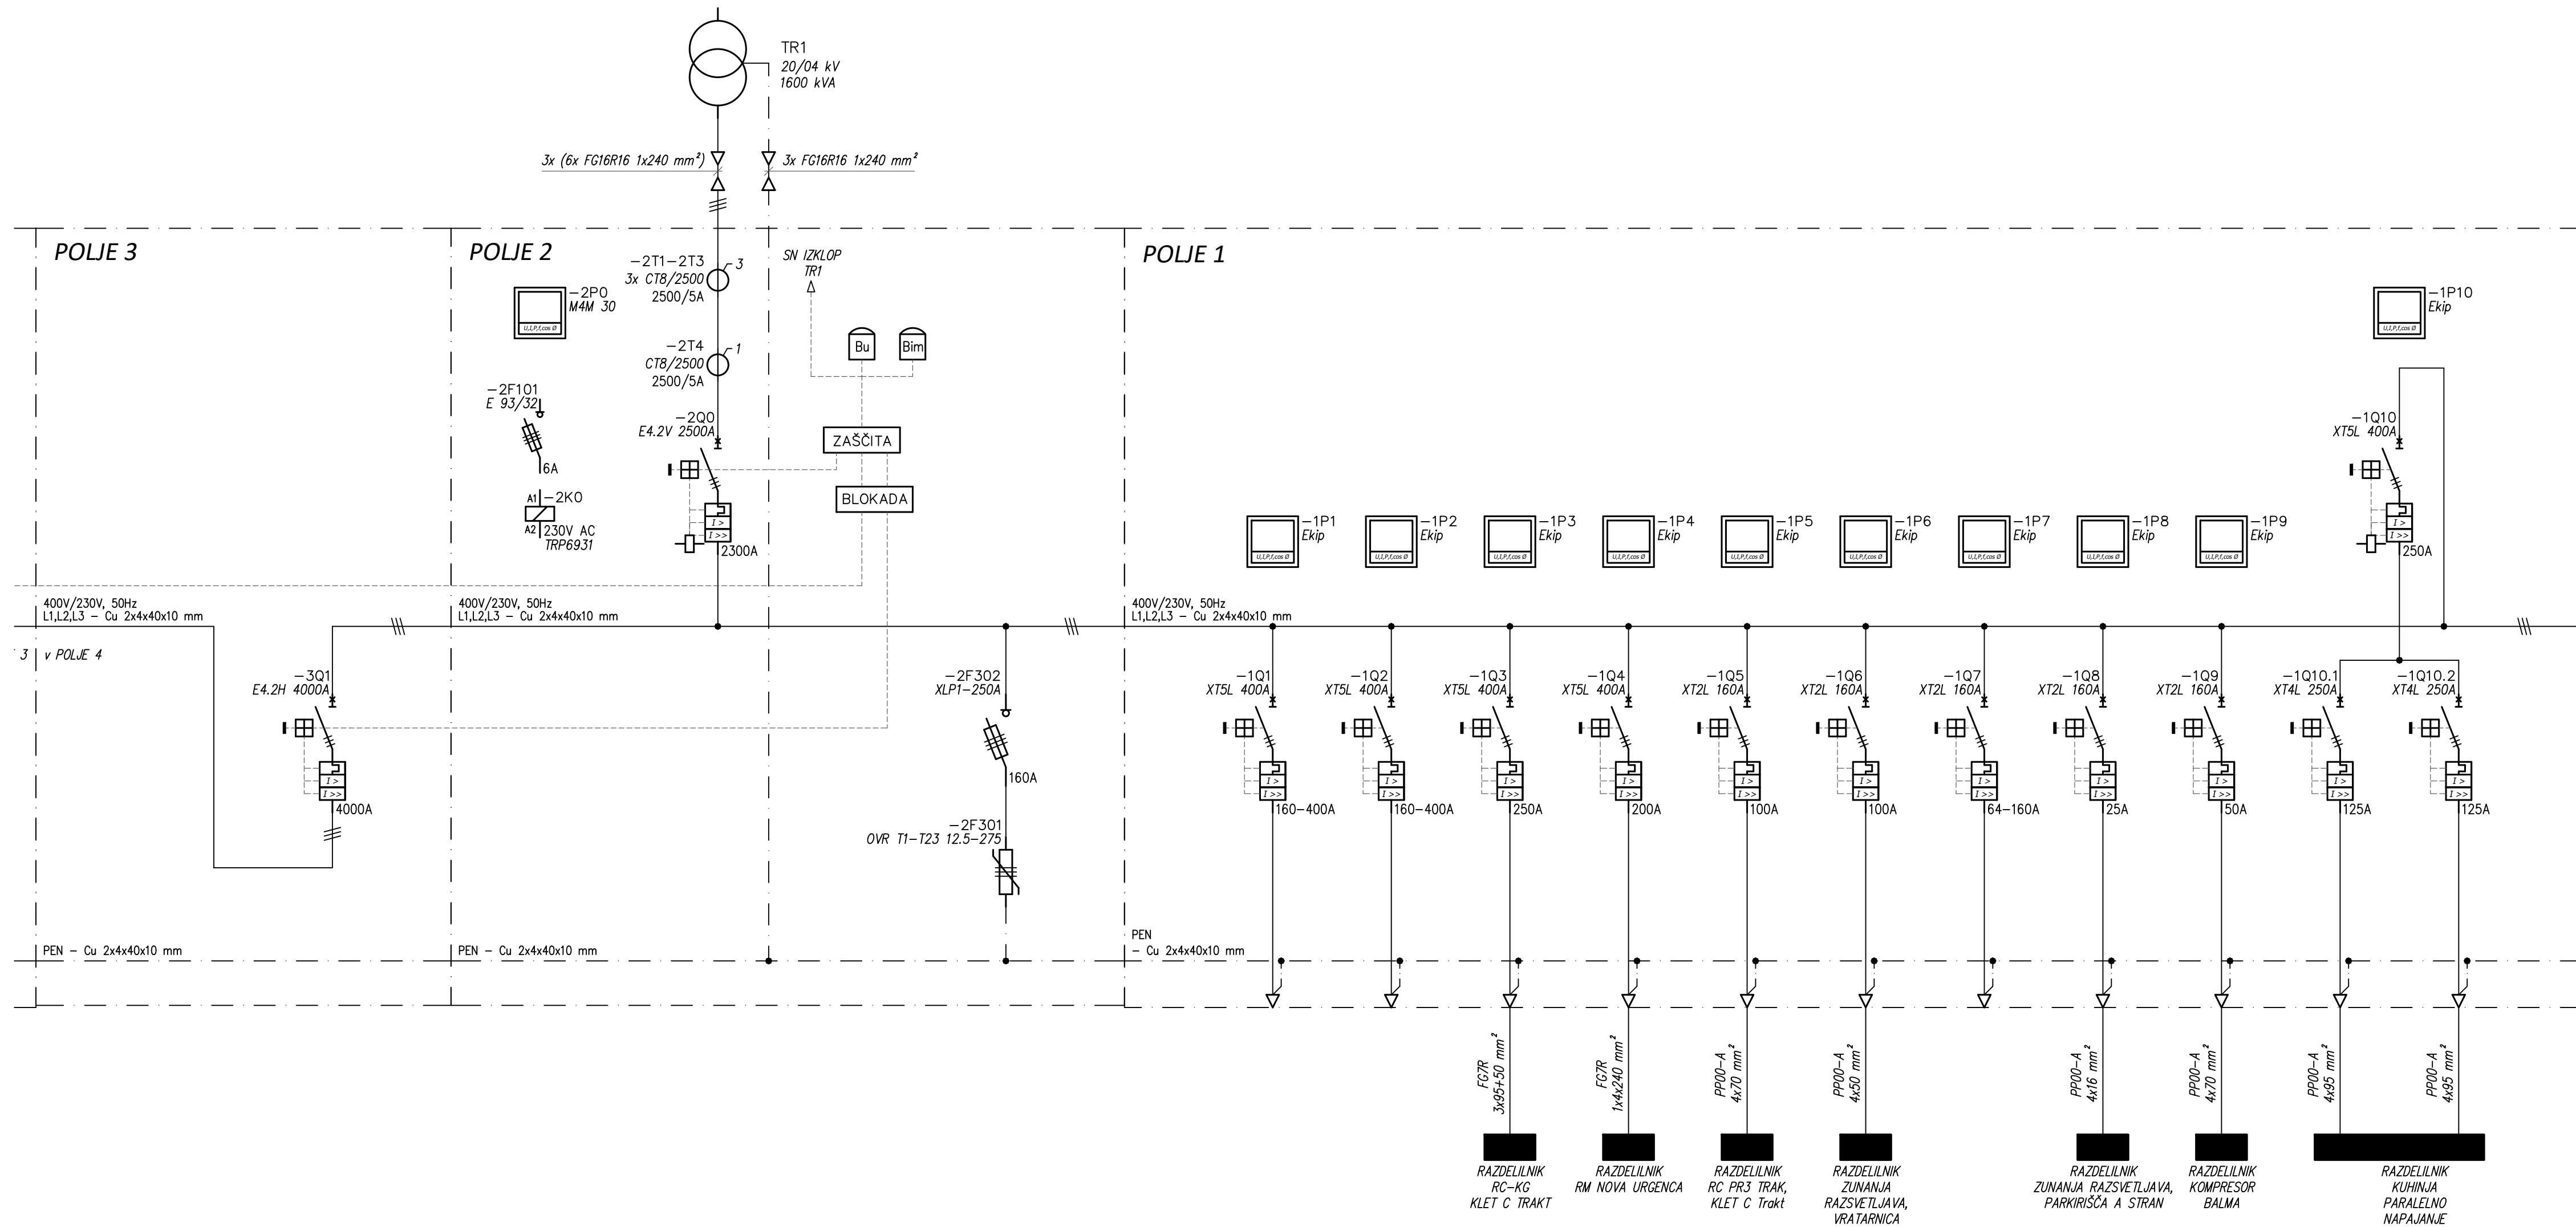 TR1
20/04 kV
1600 kVA
3x (6x FG16R16 1x240 mm²)
3x FG16R16 1x240 mm²
POLJE 3
POLJE 2
POLJE 1
-2T1-2T3
3x CT8/2500
2500/5A
3
SN IZKLOP
TR1
-2P0
M4M 30
U,I,P,f,cos Ø
-1P10
Ekip
U,I,P,f,cos Ø
Bu
Bim
-2T4
CT8/2500
2500/5A
1
-2F101
E 93/32
6A
-2Q0
E4.2V 2500A
I >
I >>
2300A
ZAŠČITA
BLOKADA
-1Q10
XT5L 400A
I >
I >>
250A
A1
-2K0
A2
230V AC
TRP6931
-1P1
Ekip
U,I,P,f,cos Ø
-1P2
Ekip
U,I,P,f,cos Ø
-1P3
Ekip
U,I,P,f,cos Ø
-1P4
Ekip
U,I,P,f,cos Ø
-1P5
Ekip
U,I,P,f,cos Ø
-1P6
Ekip
U,I,P,f,cos Ø
-1P7
Ekip
U,I,P,f,cos Ø
-1P8
Ekip
U,I,P,f,cos Ø
-1P9
Ekip
U,I,P,f,cos Ø
400V/230V, 50Hz
L1,L2,L3 - Cu 2x4x40x10 mm
400V/230V, 50Hz
L1,L2,L3 - Cu 2x4x40x10 mm
400V/230V, 50Hz
L1,L2,L3 - Cu 2x4x40x10 mm
3
v POLJE 4
-3Q1
E4.2H 4000A
I >
I >>
4000A
-2F302
XLP1-250A
160A
-2F301
OVR T1-T23 12.5-275
-1Q1
XT5L 400A
I >
I >>
160-400A
-1Q2
XT5L 400A
I >
I >>
160-400A
-1Q3
XT5L 400A
I >
I >>
250A
-1Q4
XT5L 400A
I >
I >>
200A
-1Q5
XT2L 160A
I >
I >>
100A
-1Q6
XT2L 160A
I >
I >>
100A
-1Q7
XT2L 160A
I >
I >>
64-160A
-1Q8
XT2L 160A
I >
I >>
25A
-1Q9
XT2L 160A
I >
I >>
50A
-1Q10.1
XT4L 250A
I >
I >>
125A
-1Q10.2
XT4L 250A
I >
I >>
125A
PEN - Cu 2x4x40x10 mm
PEN - Cu 2x4x40x10 mm
PEN
- Cu 2x4x40x10 mm
FG7R
3x95+50 mm²
FG7R
1x4x240 mm²
PP00-A
4x70 mm²
PP00-A
4x50 mm²
PP00-A
4x16 mm²
PP00-A
4x70 mm²
PP00-A
4x95 mm²
PP00-A
4x95 mm²
RAZDELILNIK
RC-KG
KLET C TRAKT
RAZDELILNIK
RM NOVA URGENCA
RAZDELILNIK
RC PR3 TRAK,
KLET C Trakt
RAZDELILNIK
ZUNANJA
RAZSVETLJAVA,
VRATARNICA
RAZDELILNIK
ZUNANJA RAZSVETLJAVA,
PARKIRIŠČA A STRAN
RAZDELILNIK
KOMPRESOR
BALMA
RAZDELILNIK
KUHINJA
PARALELNO
NAPAJANJE